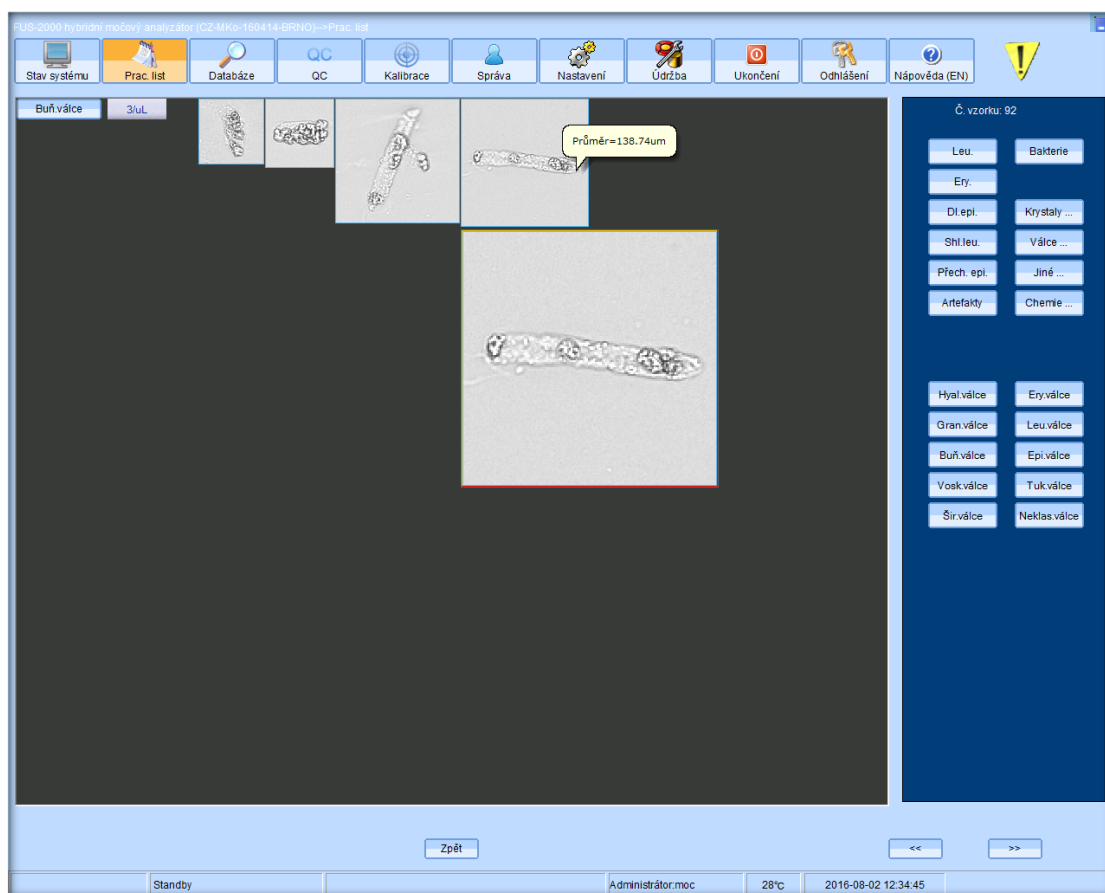 FUS-2000 hybridní močový analyzátor (CZ-MKo-160414-BRNO)-->Prac. list
Stav systému
Prac. list
Databáze
QC
QC
Kalibrace
Správa
Nastavení
Údržba
Ukončení
Odhlášení
Nápověda (EN)
Buň.válce
3/uL
Průměr=138.74um
Č. vzorku: 92
Leu.
Bakterie
Ery.
Dl.epi.
Krystaly ...
Shl.leu.
Válce ...
Přech. epi.
Jiné ...
Artefakty
Chemie ...
Hyal.válce
Ery.válce
Gran.válce
Leu.válce
Buň.válce
Epi.válce
Vosk.válce
Tuk.válce
Šir.válce
Neklas.válce
Zpět
<<
>>
Standby
Administrátor:moc
28℃
2016-08-02 12:34:45